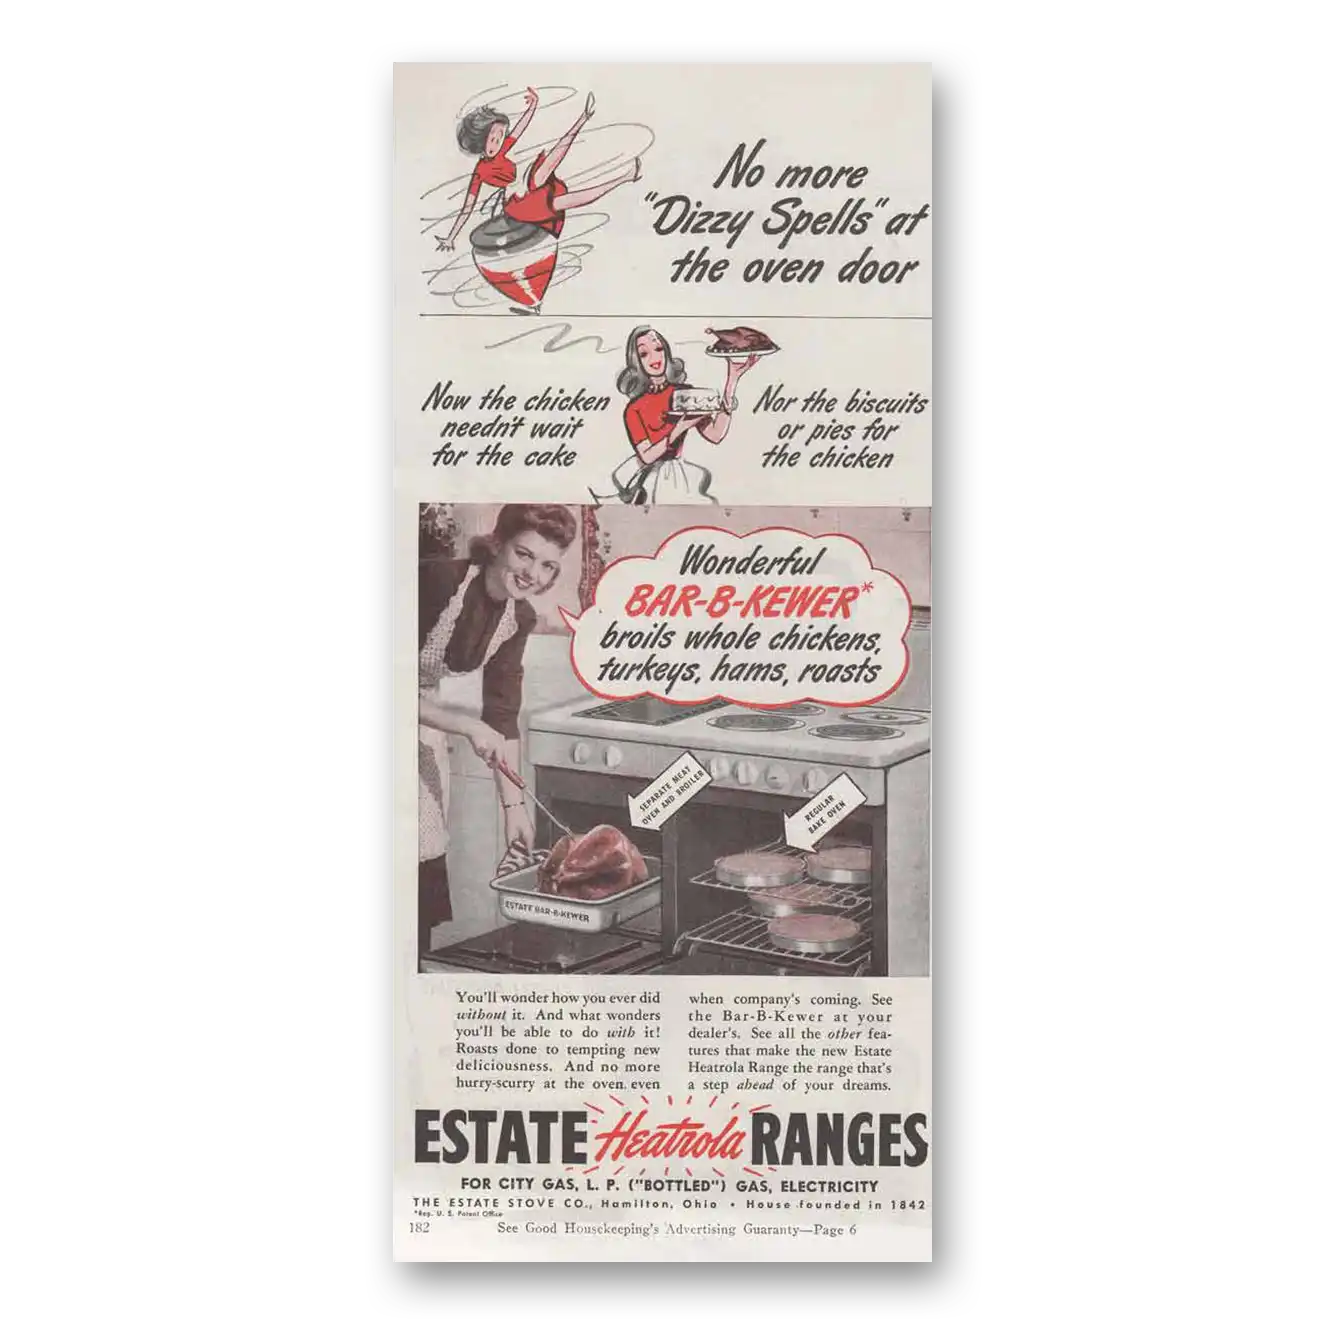 No more
"Dizzy Spells" at
the oven door
Now the chicken
needn't wait
for the cake
Nor the biscuits
or pies for
the chicken
Wonderful
BAR-B-KEWER*
broils whole chickens,
turkeys, hams, roasts
SEPARATE MEAT
OVEN AND BROILER
REGULAR
BAKE OVEN
ESTATE BAR-B-KEWER
You'll wonder how you ever did
without it. And what wonders
you'll be able to do with it!
Roasts done to tempting new
deliciousness. And no more
hurry-scurry at the oven, even
when company's coming. See
the Bar-B-Kewer at your
dealer's. See all the other fea-
tures that make the new Estate
Heatrola Range the range that's
a step ahead of your dreams.
ESTATE Heatrola RANGES
FOR CITY GAS, L. P. ("BOTTLED") GAS, ELECTRICITY
THE ESTATE STOVE CO., Hamilton, Ohio • House founded in 1842
*Reg. U. S. Patent Office
182 See Good Housekeeping's Advertising Guaranty—Page 6